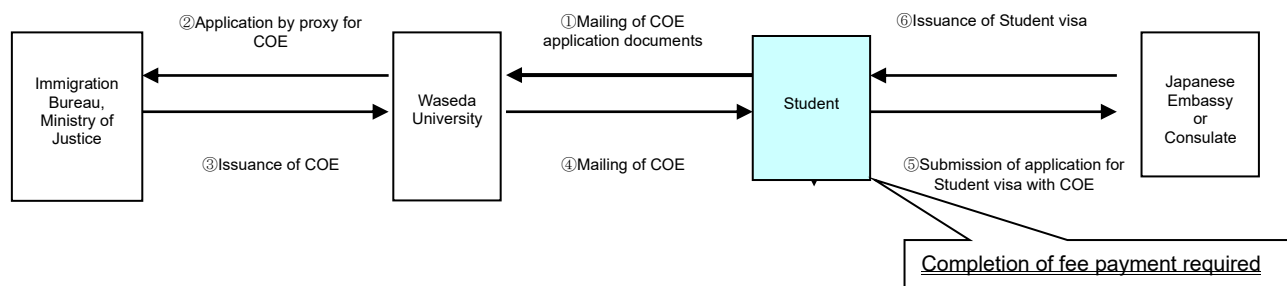 ②Application by proxy for
COE
①Mailing of COE
application documents
⑥Issuance of Student visa
Immigration
Bureau,
Ministry of
Justice
Waseda
University
Student
Japanese
Embassy
or
Consulate
③Issuance of COE
④Mailing of COE
⑤Submission of application for
Student visa with COE
Completion of fee payment required